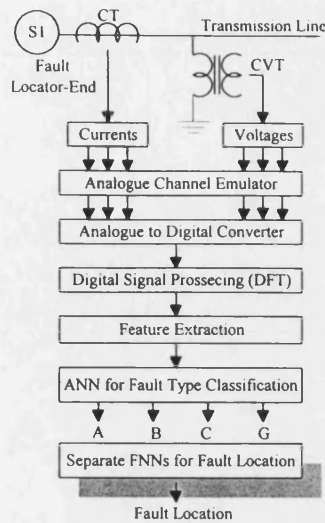 S1
CT
Transmission Line
CVT
Fault
Locator-End
Currents
Voltages
Analogue Channel Emulator
Analogue to Digital Converter
Digital Signal Prossecing (DFT)
Feature Extraction
ANN for Fault Type Classification
A B C G
Separate FNNs for Fault Location
Fault Location